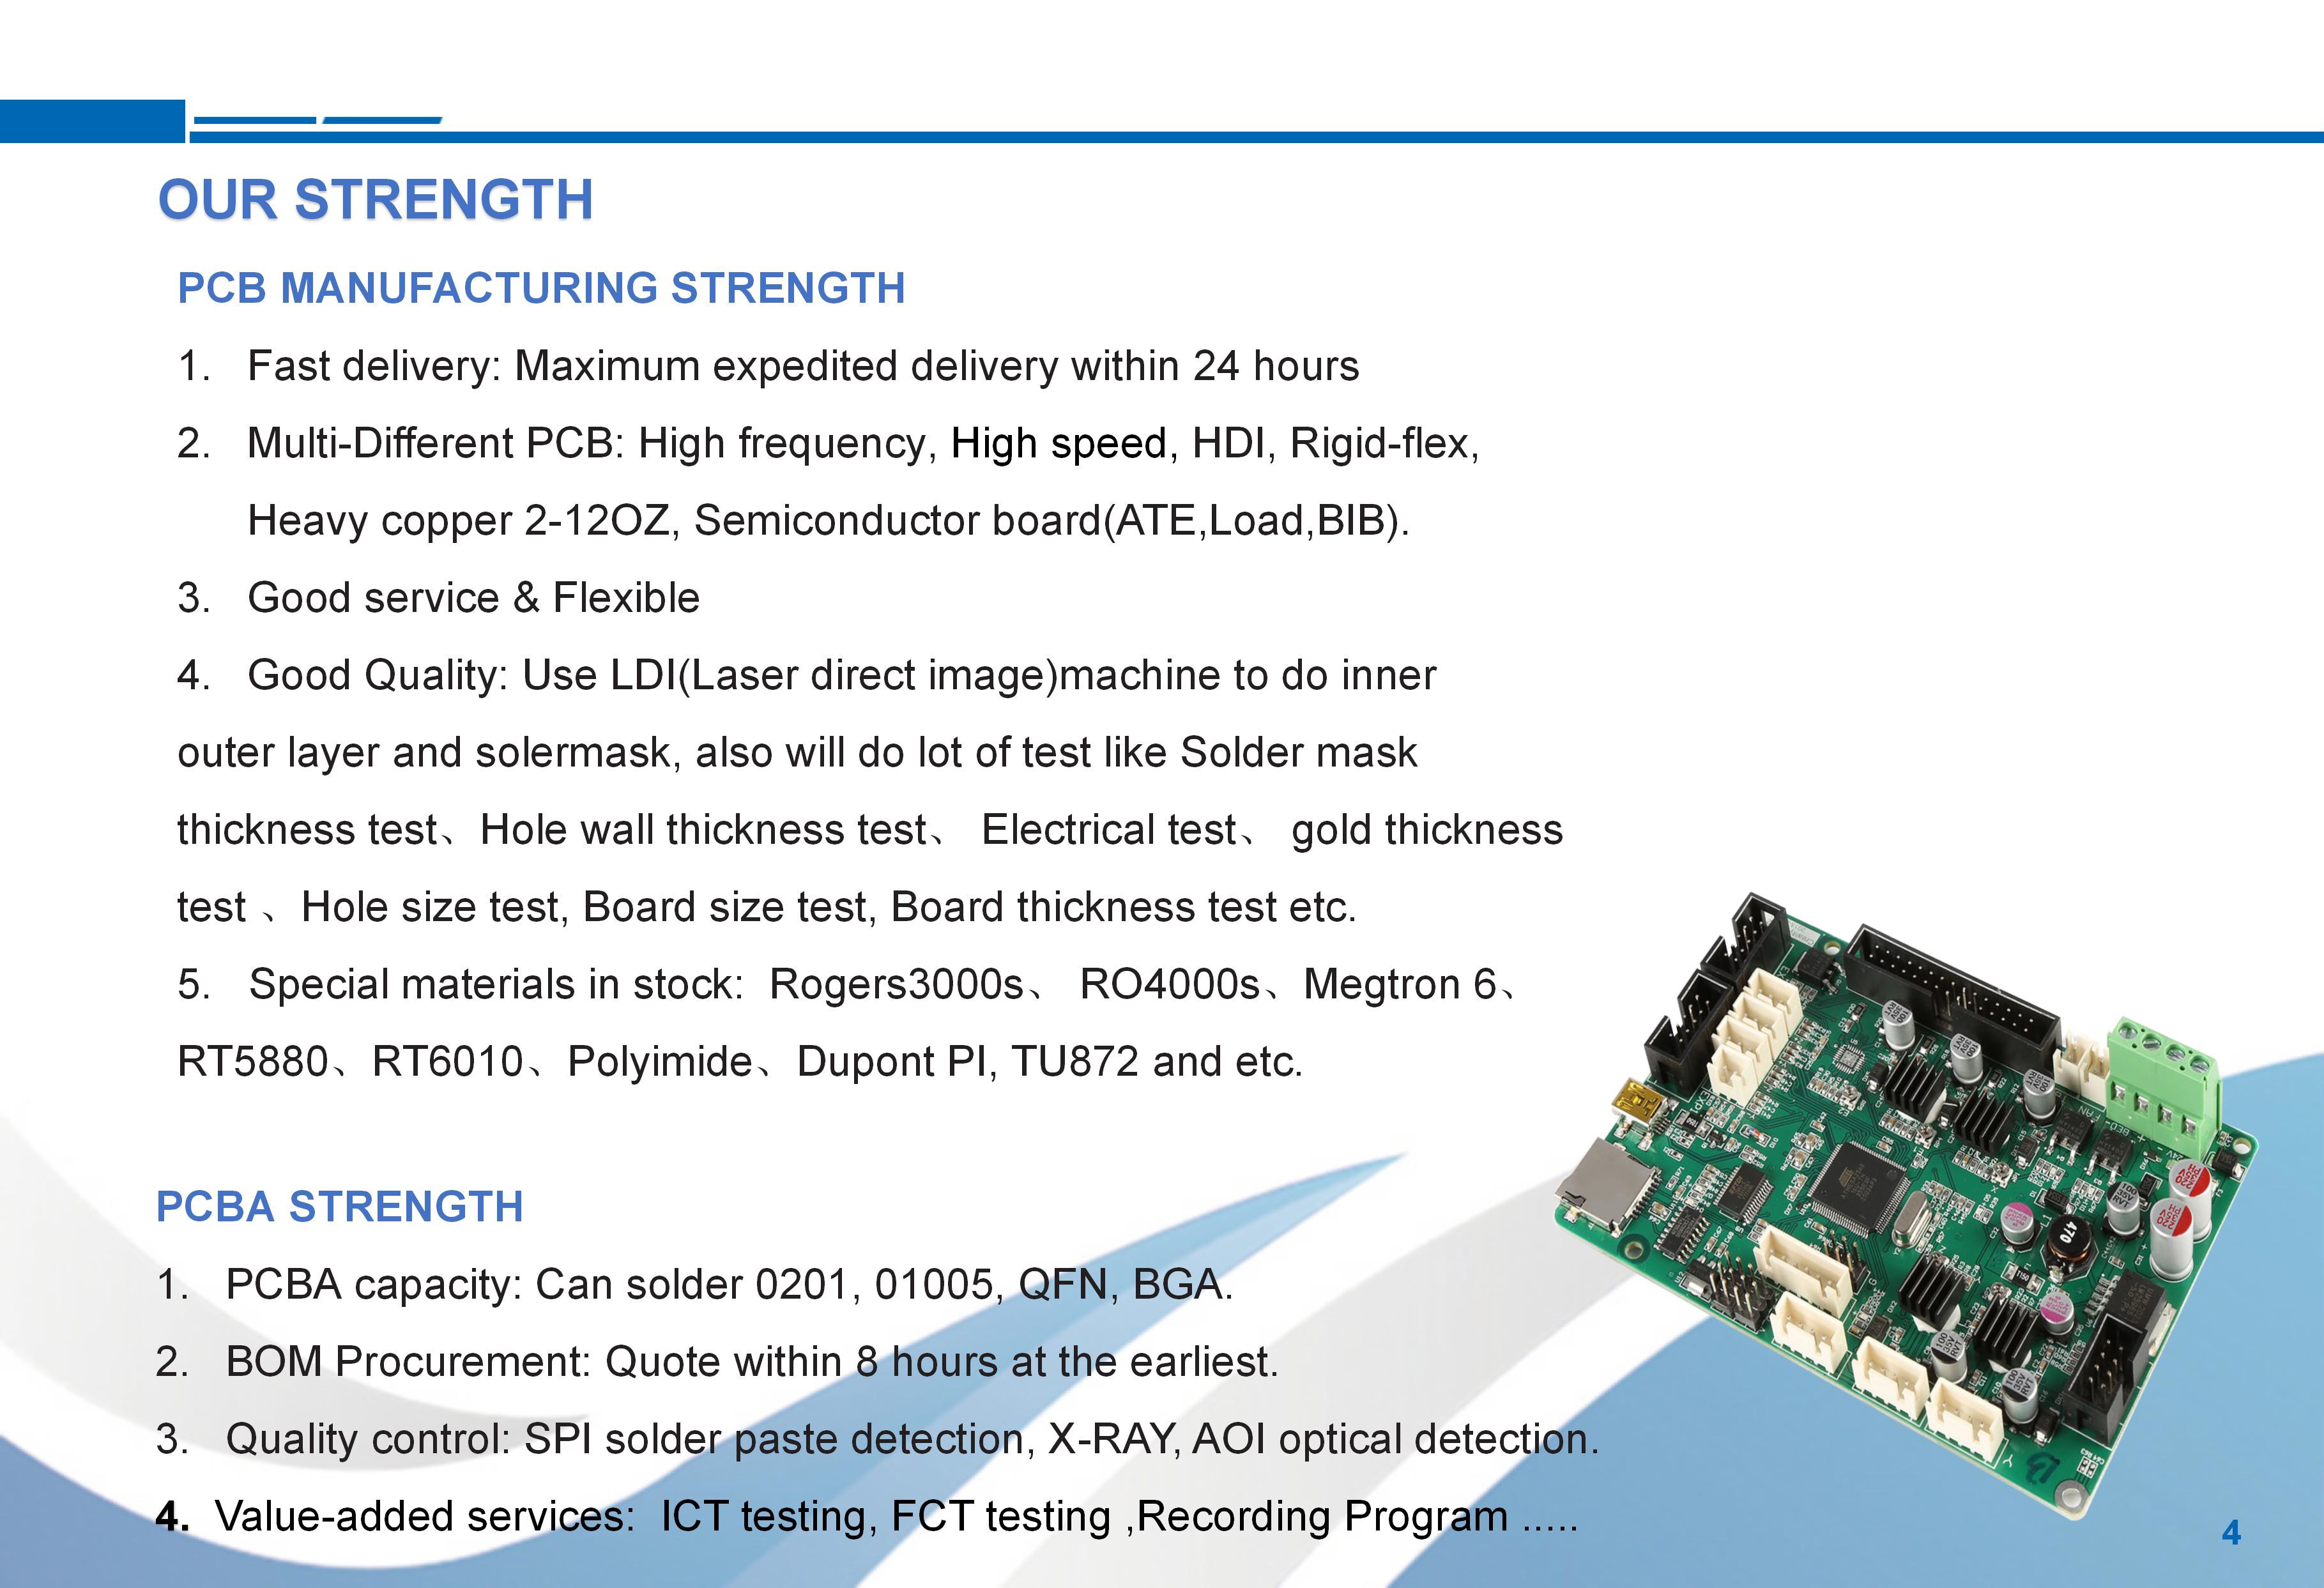 OUR STRENGTH
PCB MANUFACTURING STRENGTH
1. Fast delivery: Maximum expedited delivery within 24 hours
2. Multi-Different PCB: High frequency, High speed, HDI, Rigid-flex,
Heavy copper 2-12OZ, Semiconductor board(ATE,Load,BIB).
3. Good service & Flexible
4. Good Quality: Use LDI(Laser direct image)machine to do inner
outer layer and solermask, also will do lot of test like Solder mask
thickness test、Hole wall thickness test、 Electrical test、 gold thickness
test 、Hole size test, Board size test, Board thickness test etc.
5. Special materials in stock: Rogers3000s、 RO4000s、Megtron 6、
RT5880、RT6010、Polyimide、Dupont PI, TU872 and etc.
PCBA STRENGTH
1. PCBA capacity: Can solder 0201, 01005, QFN, BGA.
2. BOM Procurement: Quote within 8 hours at the earliest.
3. Quality control: SPI solder paste detection, X-RAY, AOI optical detection.
4. Value-added services: ICT testing, FCT testing ,Recording Program .....
FAN
BED
24V
470
4